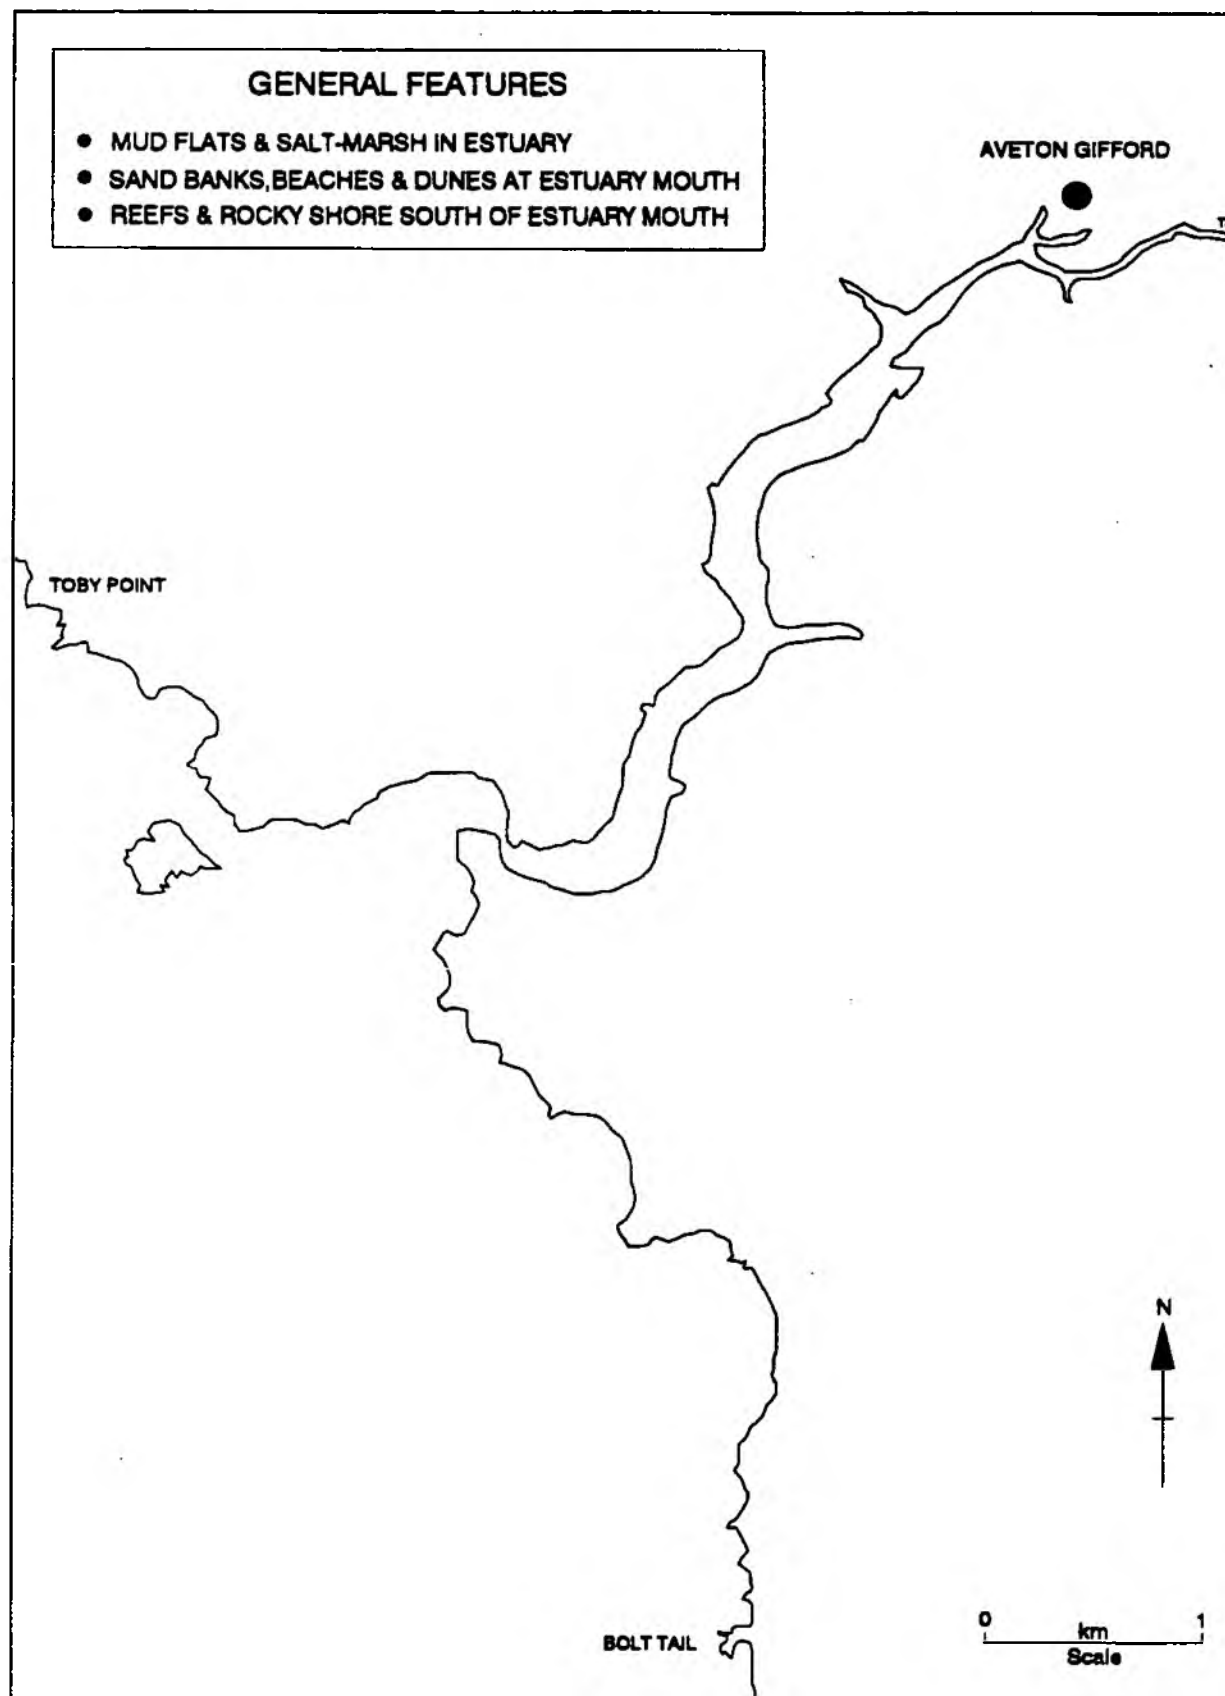 GENERAL FEATURES
● MUD FLATS & SALT-MARSH IN ESTUARY
● SAND BANKS, BEACHES & DUNES AT ESTUARY MOUTH
● REEFS & ROCKY SHORE SOUTH OF ESTUARY MOUTH
AVETON GIFFORD
TOBY POINT
N
BOLT TAIL
0 1
km
Scale